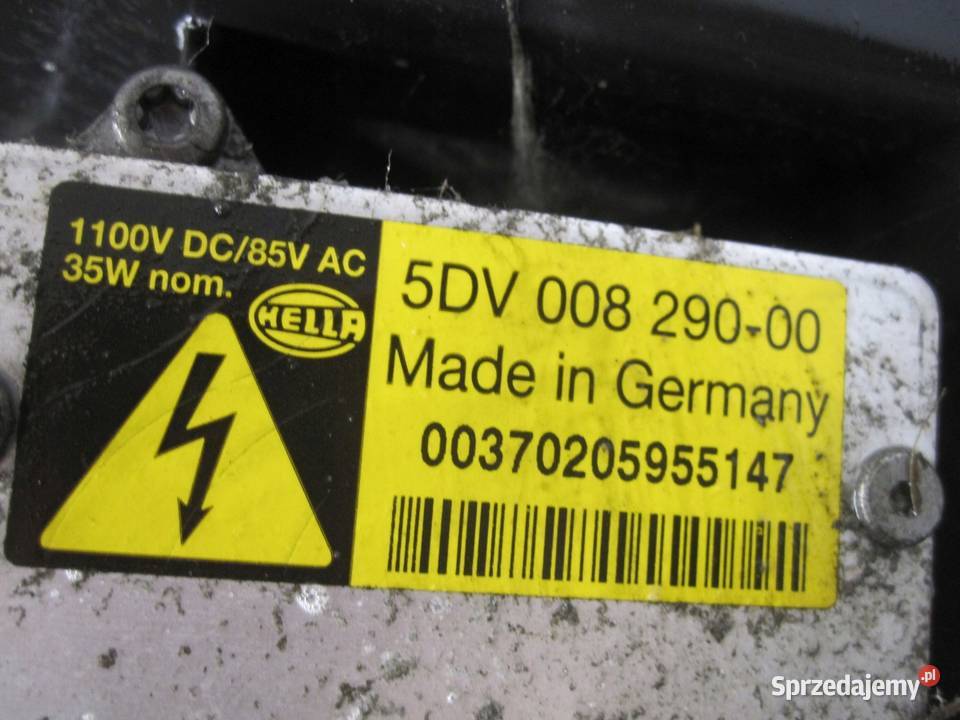 1100V DC/85V AC
35W nom.
HELLA
5DV 008 290-00
Made in Germany
00370205955147
Sprzedajemy.pl